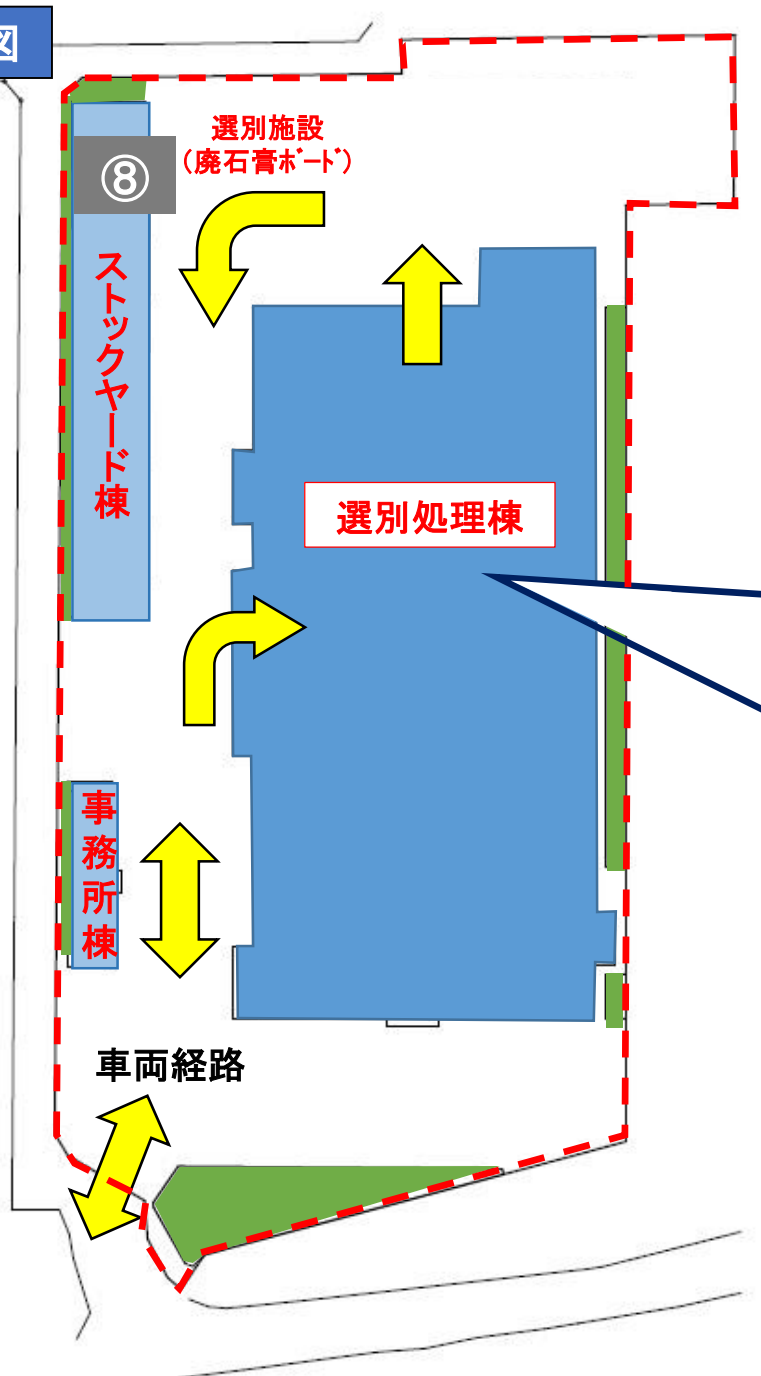 図
選別施設
(廃石膏ボード)
⑧
ストックヤード棟
選別処理棟
事務所棟
車両経路